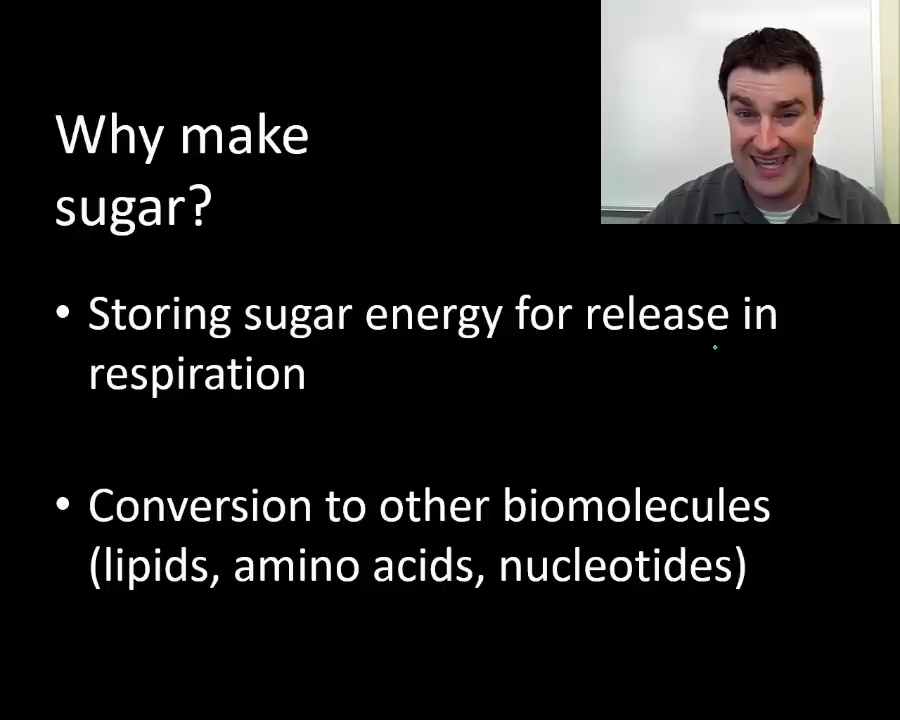 Why make
sugar?
• Storing sugar energy for release in
respiration
• Conversion to other biomolecules
(lipids, amino acids, nucleotides)